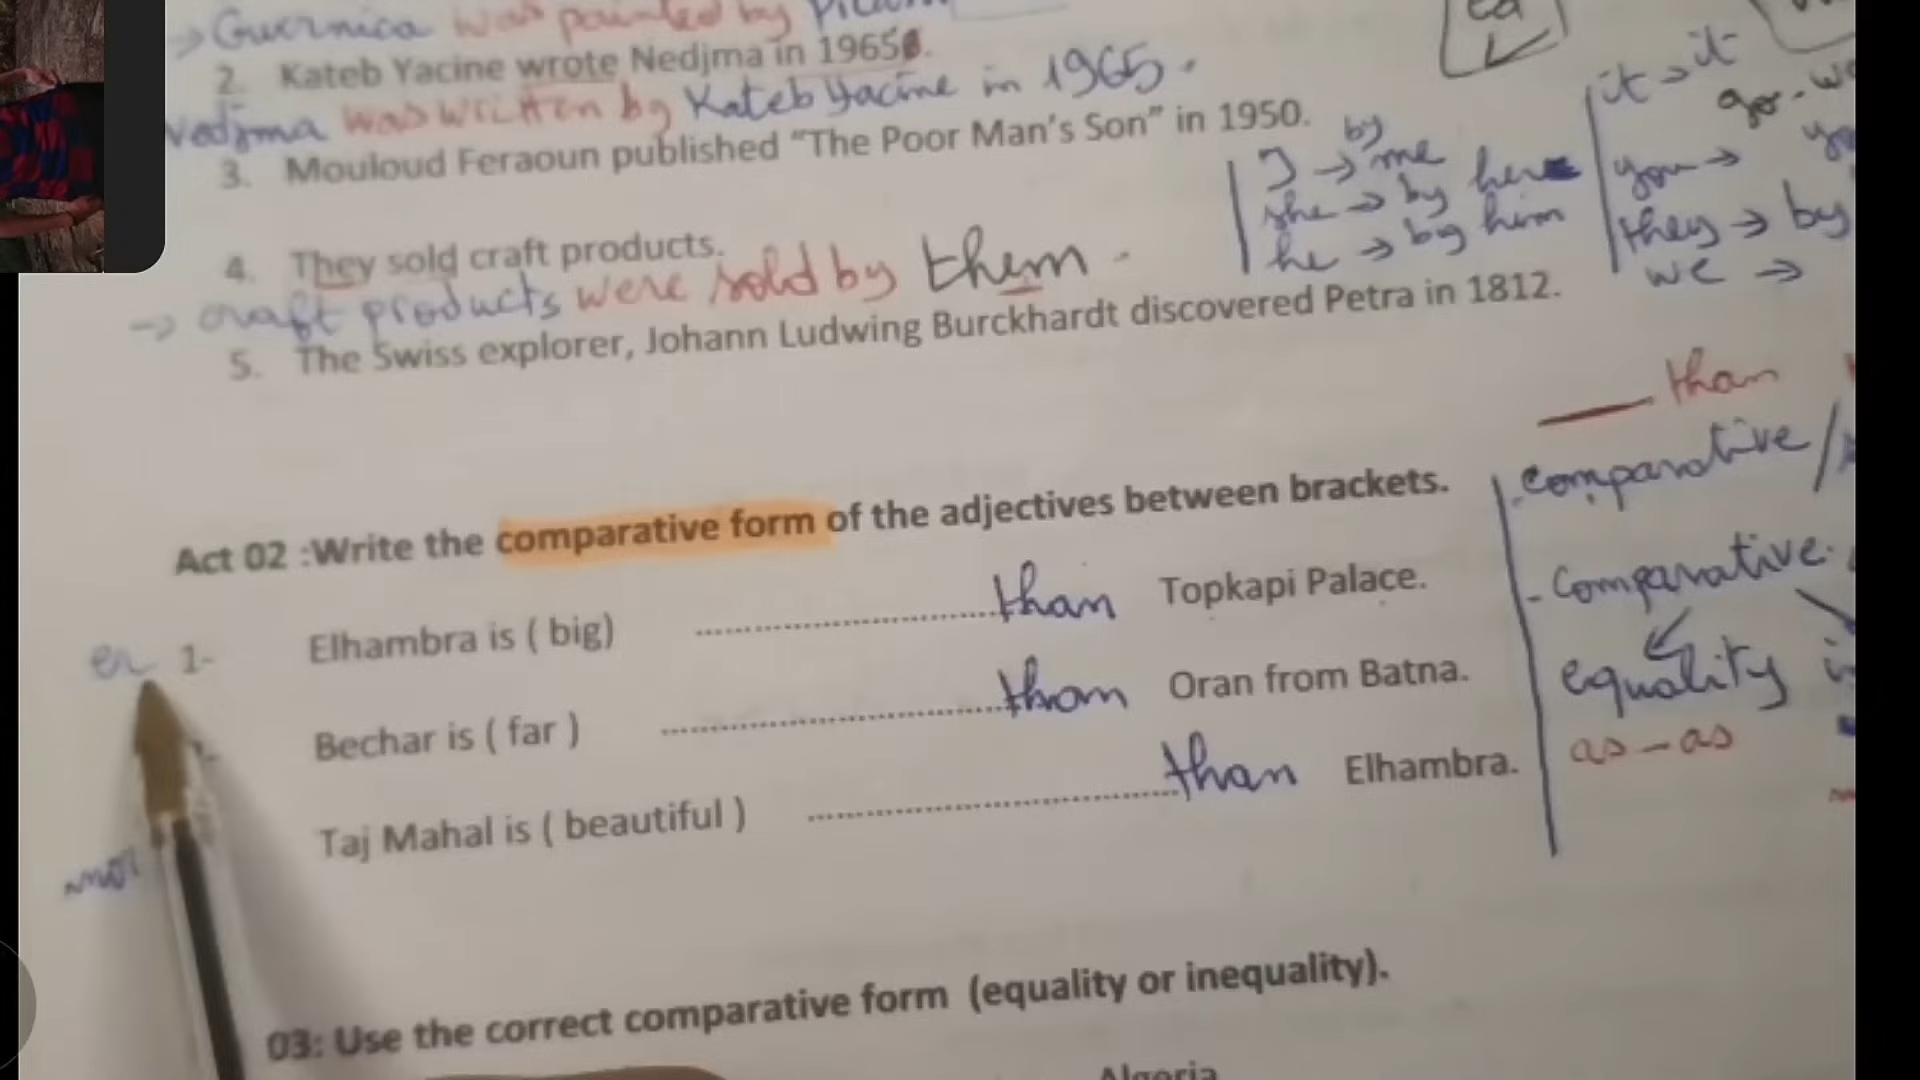 → Guernica was painted by
2. Kateb Yacine wrote Nedjma in 1965.
Nedjma was written by Kateb Yacine in 1965.
3. Mouloud Feraoun published “The Poor Man’s Son” in 1950.
by
I → me
she → by her
he → by him
it → it
you →
they → by
we →
4. They sold craft products.
→ craft products were sold by them.
5. The Swiss explorer, Johann Ludwing Burckhardt discovered Petra in 1812.
than
Act 02 :Write the comparative form of the adjectives between brackets.
er 1- Elhambra is ( big) ........................ than Topkapi Palace.
Bechar is ( far ) ........................ than Oran from Batna.
Taj Mahal is ( beautiful ) ........................ than Elhambra.
- comparative /
- Comparative
equality
as - as
03: Use the correct comparative form (equality or inequality).
Algeria